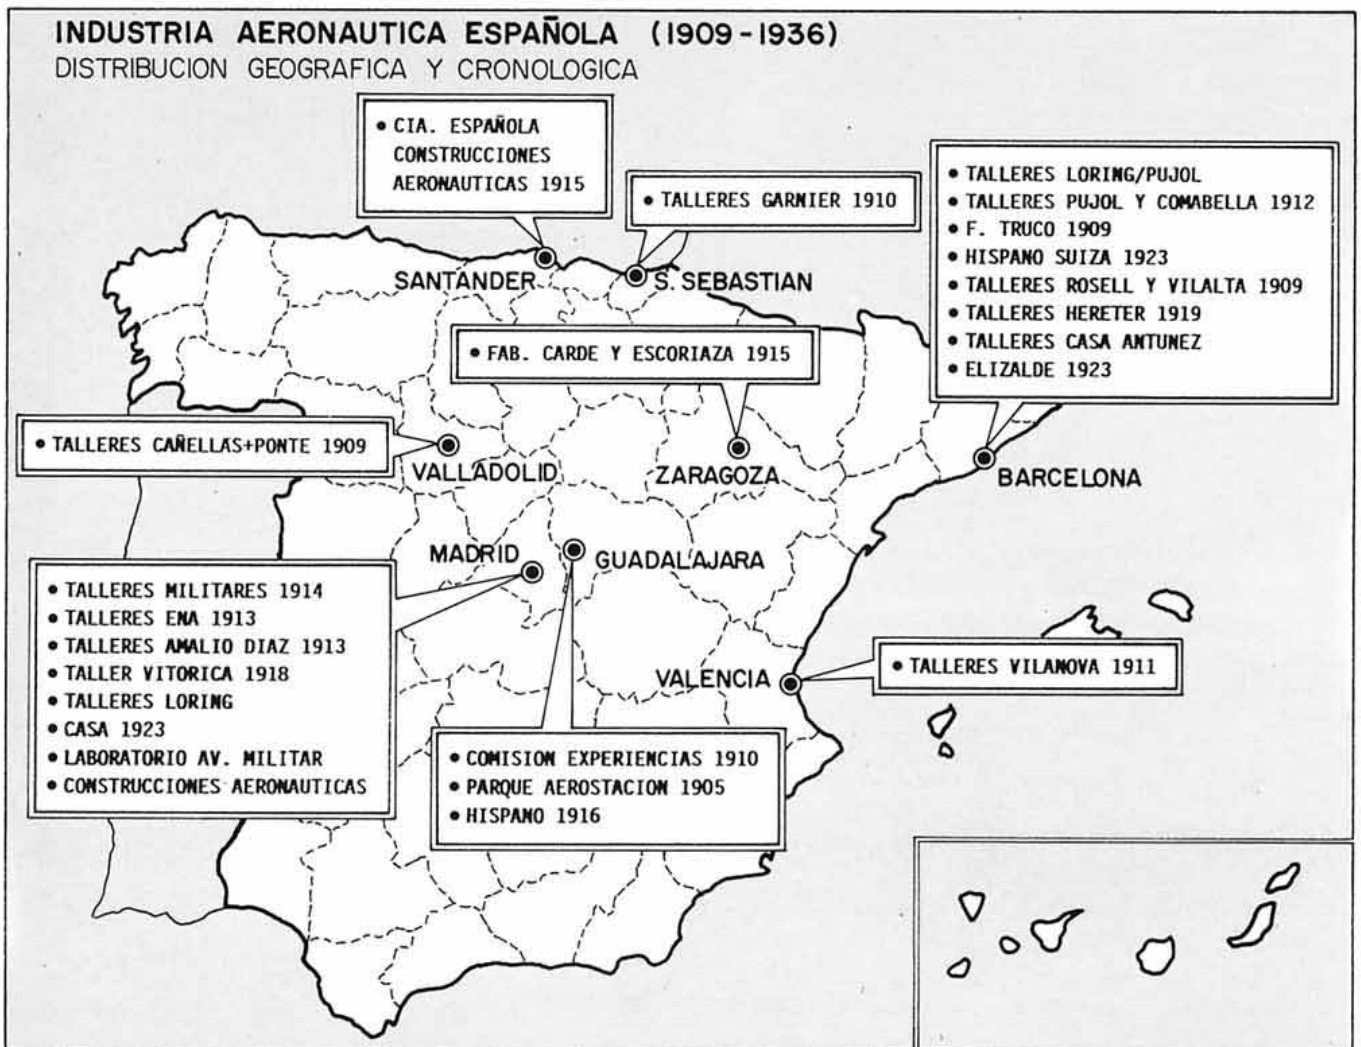 INDUSTRIA AERONAUTICA ESPAÑOLA (1909-1936)
DISTRIBUCION GEOGRAFICA Y CRONOLOGICA
• CIA. ESPAÑOLA
CONSTRUCCIONES
AERONAUTICAS 1915
• TALLERES GARNIER 1910
• TALLERES LORING/PUJOL
• TALLERES PUJOL Y COMABELLA 1912
• F. TRUCO 1909
• HISPANO SUIZA 1923
• TALLERES ROSELL Y VILALTA 1909
• TALLERES HERETER 1919
• TALLERES CASA ANTUNEZ
• ELIZALDE 1923
SANTANDER
S. SEBASTIAN
• FAB. CARDE Y ESCORIAZA 1915
• TALLERES CAÑELLAS+PONTE 1909
VALLADOLID
ZARAGOZA
BARCELONA
MADRID
GUADALAJARA
• TALLERES MILITARES 1914
• TALLERES ENA 1913
• TALLERES AMALIO DIAZ 1913
• TALLER VITORICA 1918
• TALLERES LORING
• CASA 1923
• LABORATORIO AV. MILITAR
• CONSTRUCCIONES AERONAUTICAS
VALENCIA
• TALLERES VILANOVA 1911
• COMISION EXPERIENCIAS 1910
• PARQUE AEROSTACION 1905
• HISPANO 1916